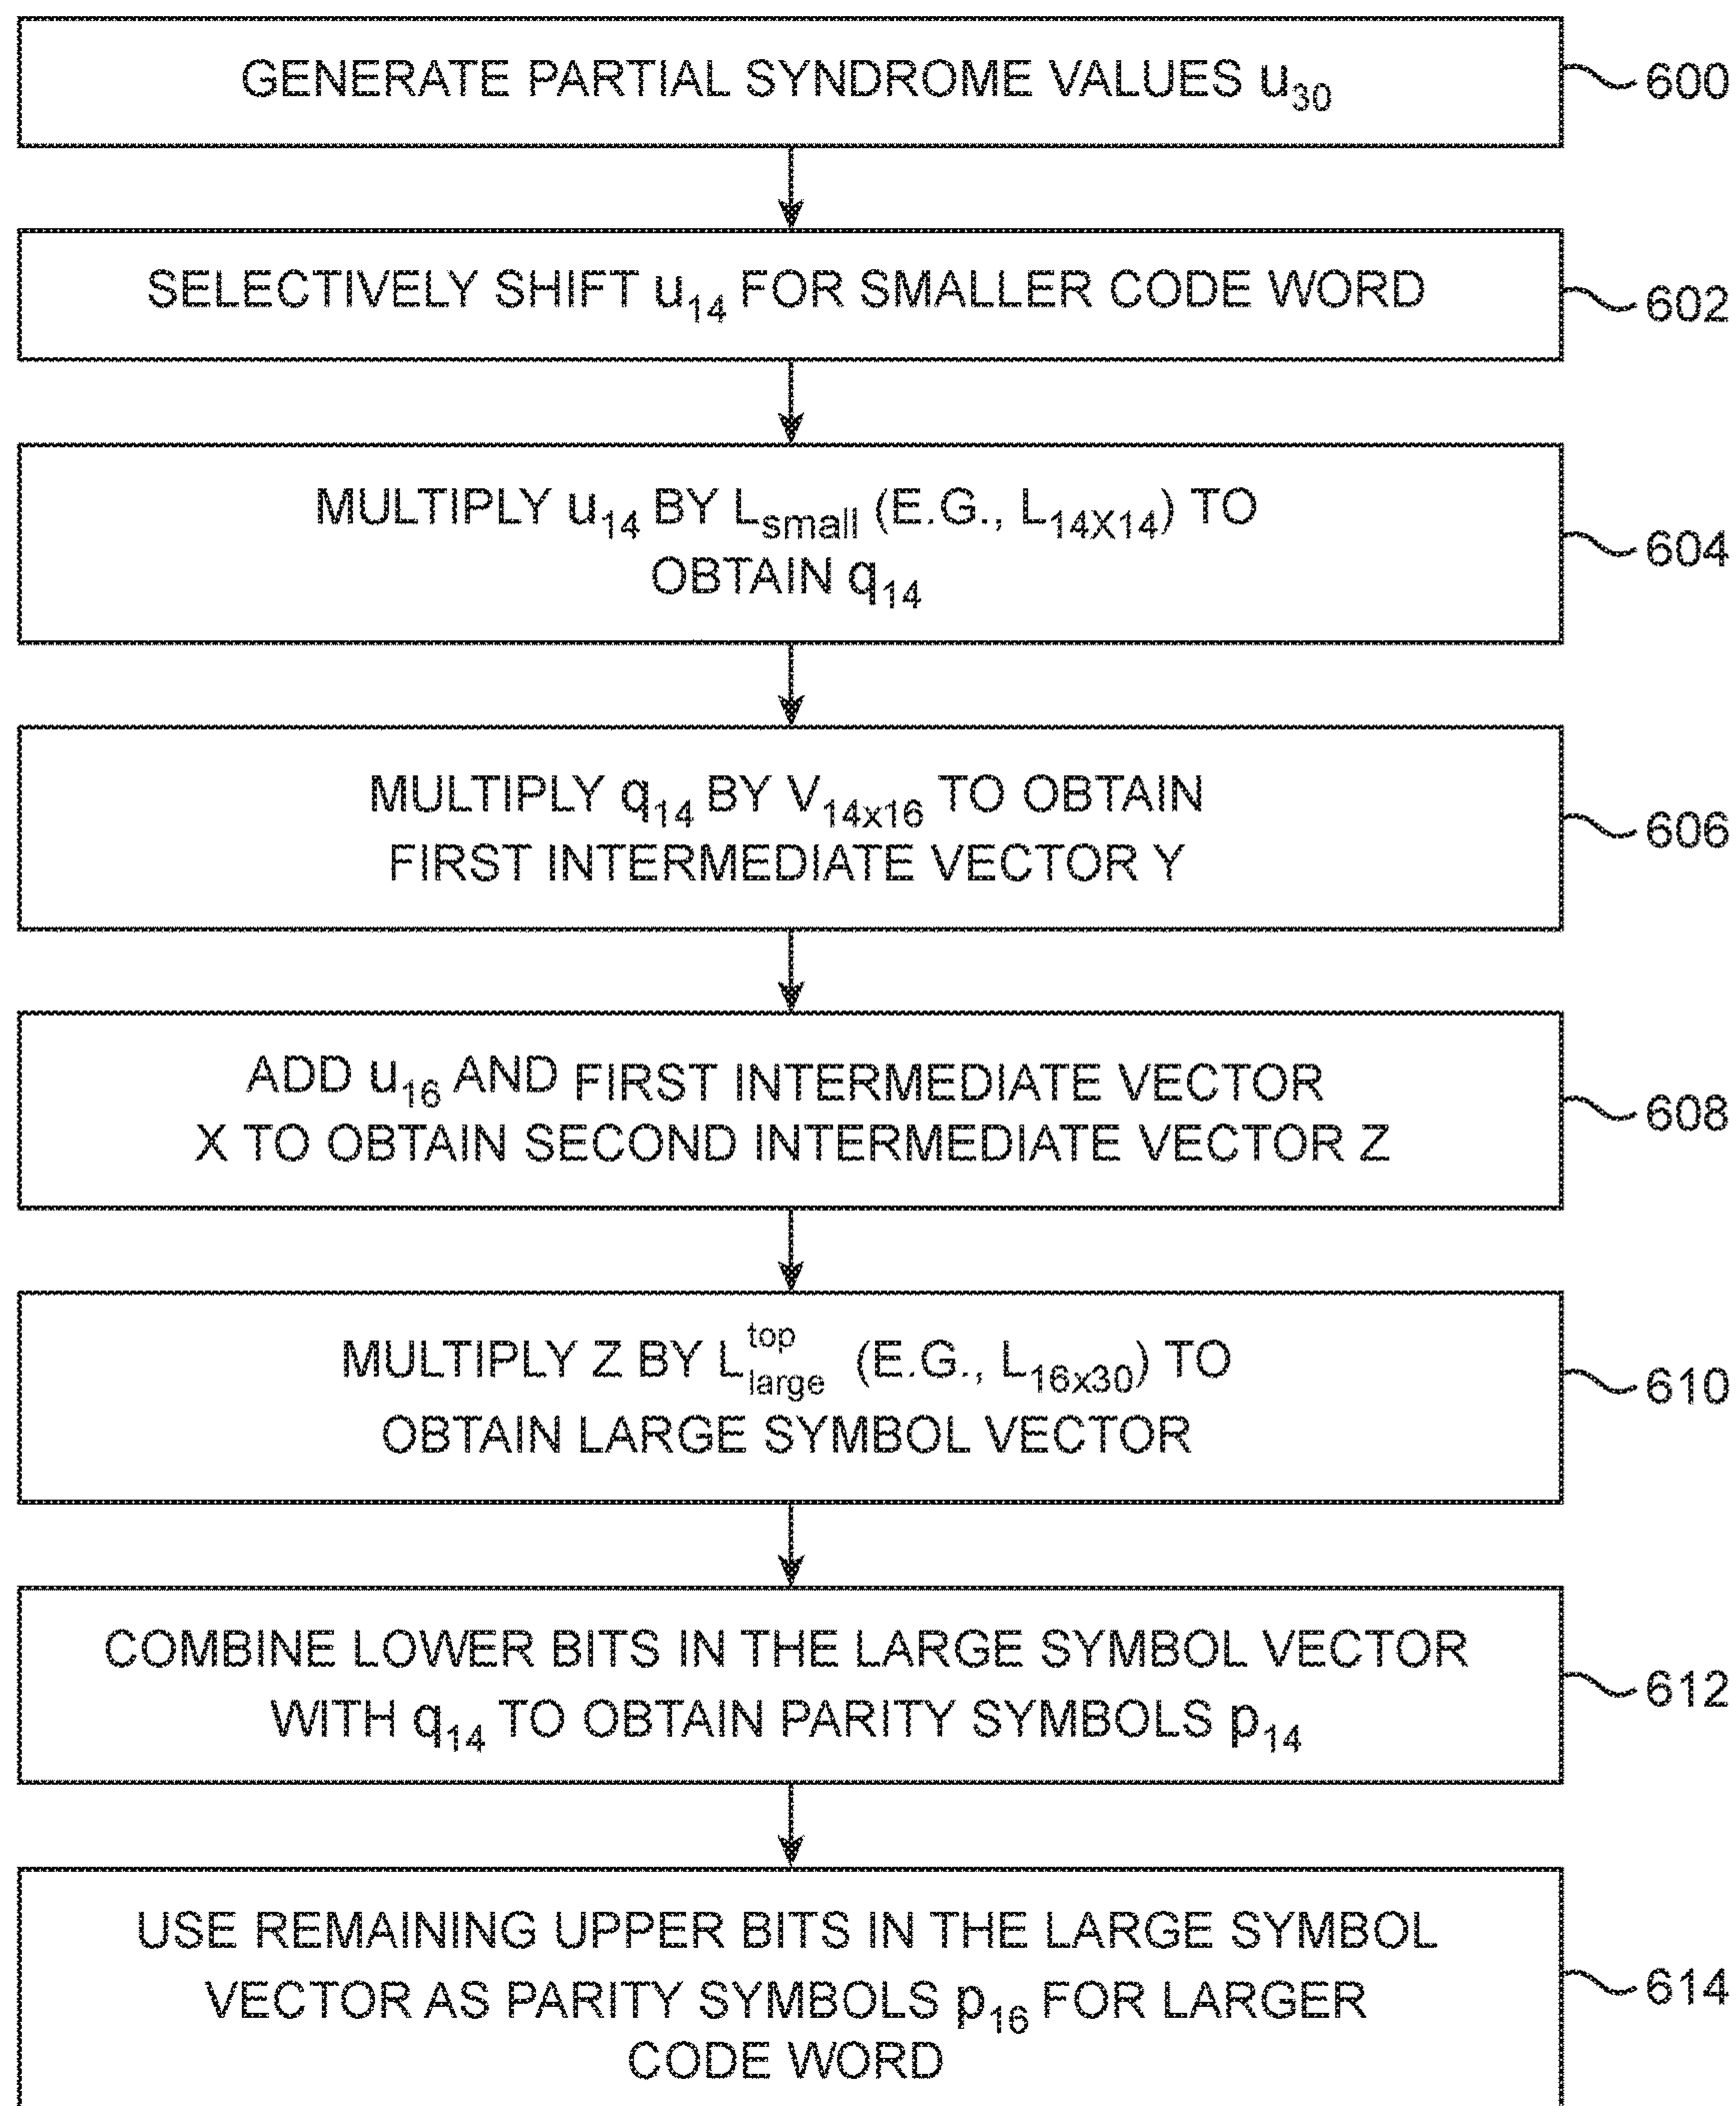 GENERATE PARTIAL SYNDROME VALUES u30
600
SELECTIVELY SHIFT u14 FOR SMALLER CODE WORD
602
MULTIPLY u14 BY Lsmall (E.G., L14X14) TO
OBTAIN q14
604
MULTIPLY q14 BY V14x16 TO OBTAIN
FIRST INTERMEDIATE VECTOR Y
606
ADD u16 AND FIRST INTERMEDIATE VECTOR
X TO OBTAIN SECOND INTERMEDIATE VECTOR Z
608
MULTIPLY Z BY L top large (E.G., L16x30) TO
OBTAIN LARGE SYMBOL VECTOR
610
COMBINE LOWER BITS IN THE LARGE SYMBOL VECTOR
WITH q14 TO OBTAIN PARITY SYMBOLS p14
612
USE REMAINING UPPER BITS IN THE LARGE SYMBOL
VECTOR AS PARITY SYMBOLS p16 FOR LARGER
CODE WORD
614